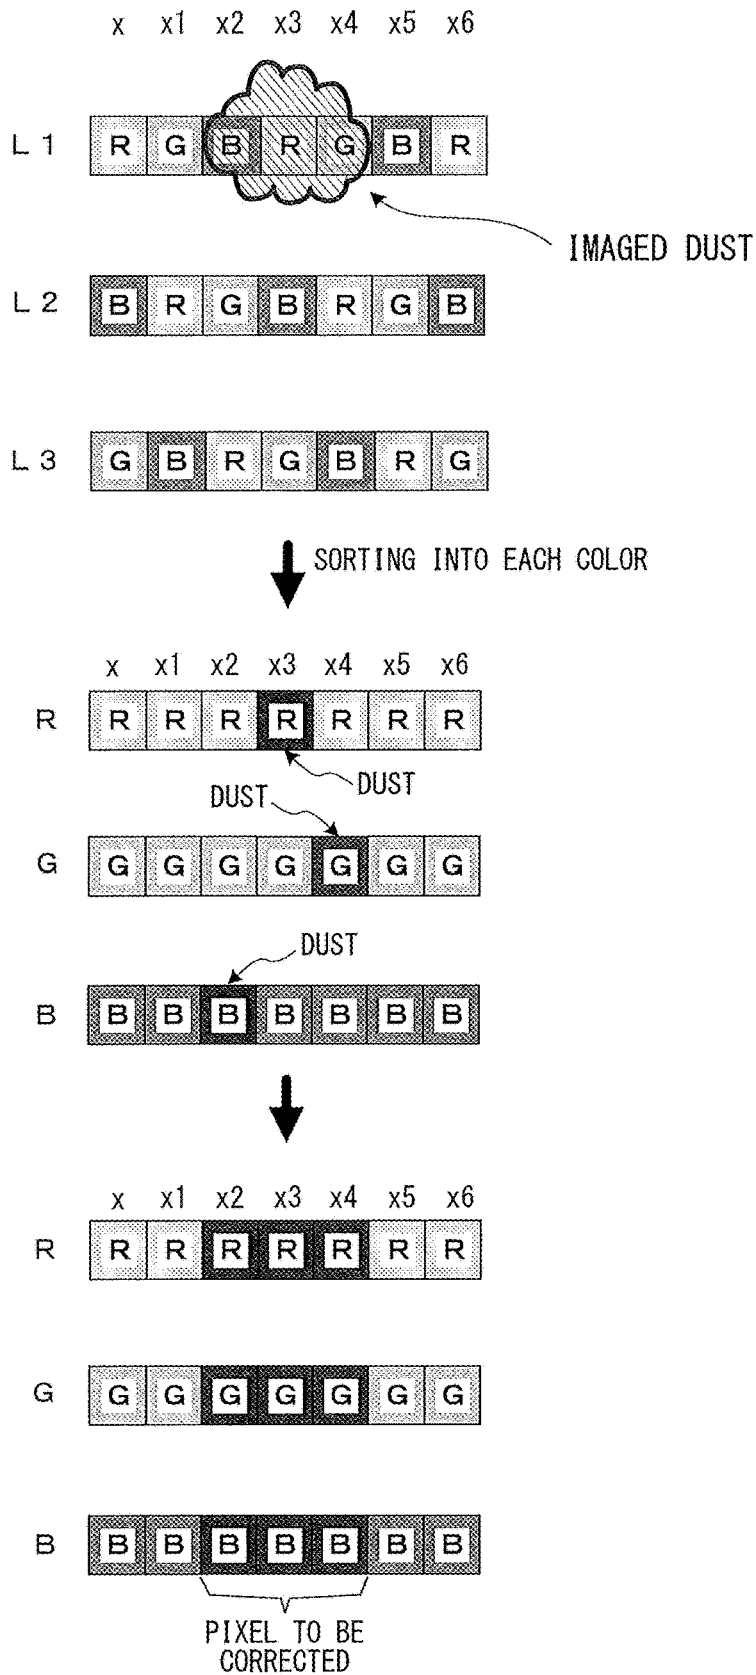 x x1 x2 x3 x4 x5 x6
L1 R G B R G B R
IMAGED DUST
L2 B R G B R G B
L3 G B R G B R G
SORTING INTO EACH COLOR
x x1 x2 x3 x4 x5 x6
R R R R R R R R
DUST
DUST
G G G G G G G G
DUST
B B B B B B B B
x x1 x2 x3 x4 x5 x6
R R R R R R R R
G G G G G G G G
B B B B B B B B
PIXEL TO BE
CORRECTED